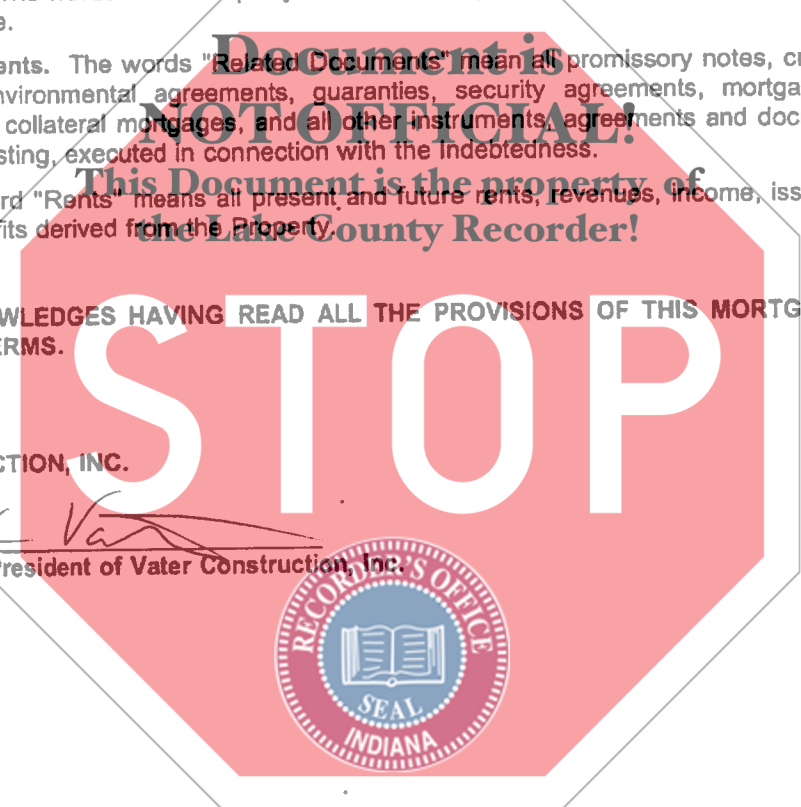 e.
Document is
ents. The words "Related Documents" mean all promissory notes, cr
nvironmental agreements, guaranties, security agreements, mortga
NOT OFFICIAL!
collateral mortgages, and all other instruments, agreements and doc
sting, executed in connection with the Indebtedness.
This Document is the property of
rd "Rents" means all present and future rents, revenues, income, iss
fits derived from the Property.
the Lake County Recorder!
WLEDGES HAVING READ ALL THE PROVISIONS OF THIS MORTG
ERMS.
STOP
CTION, INC.
President of Vater Construction, Inc.
RECORDER'S OFFICE
SEAL
INDIANA